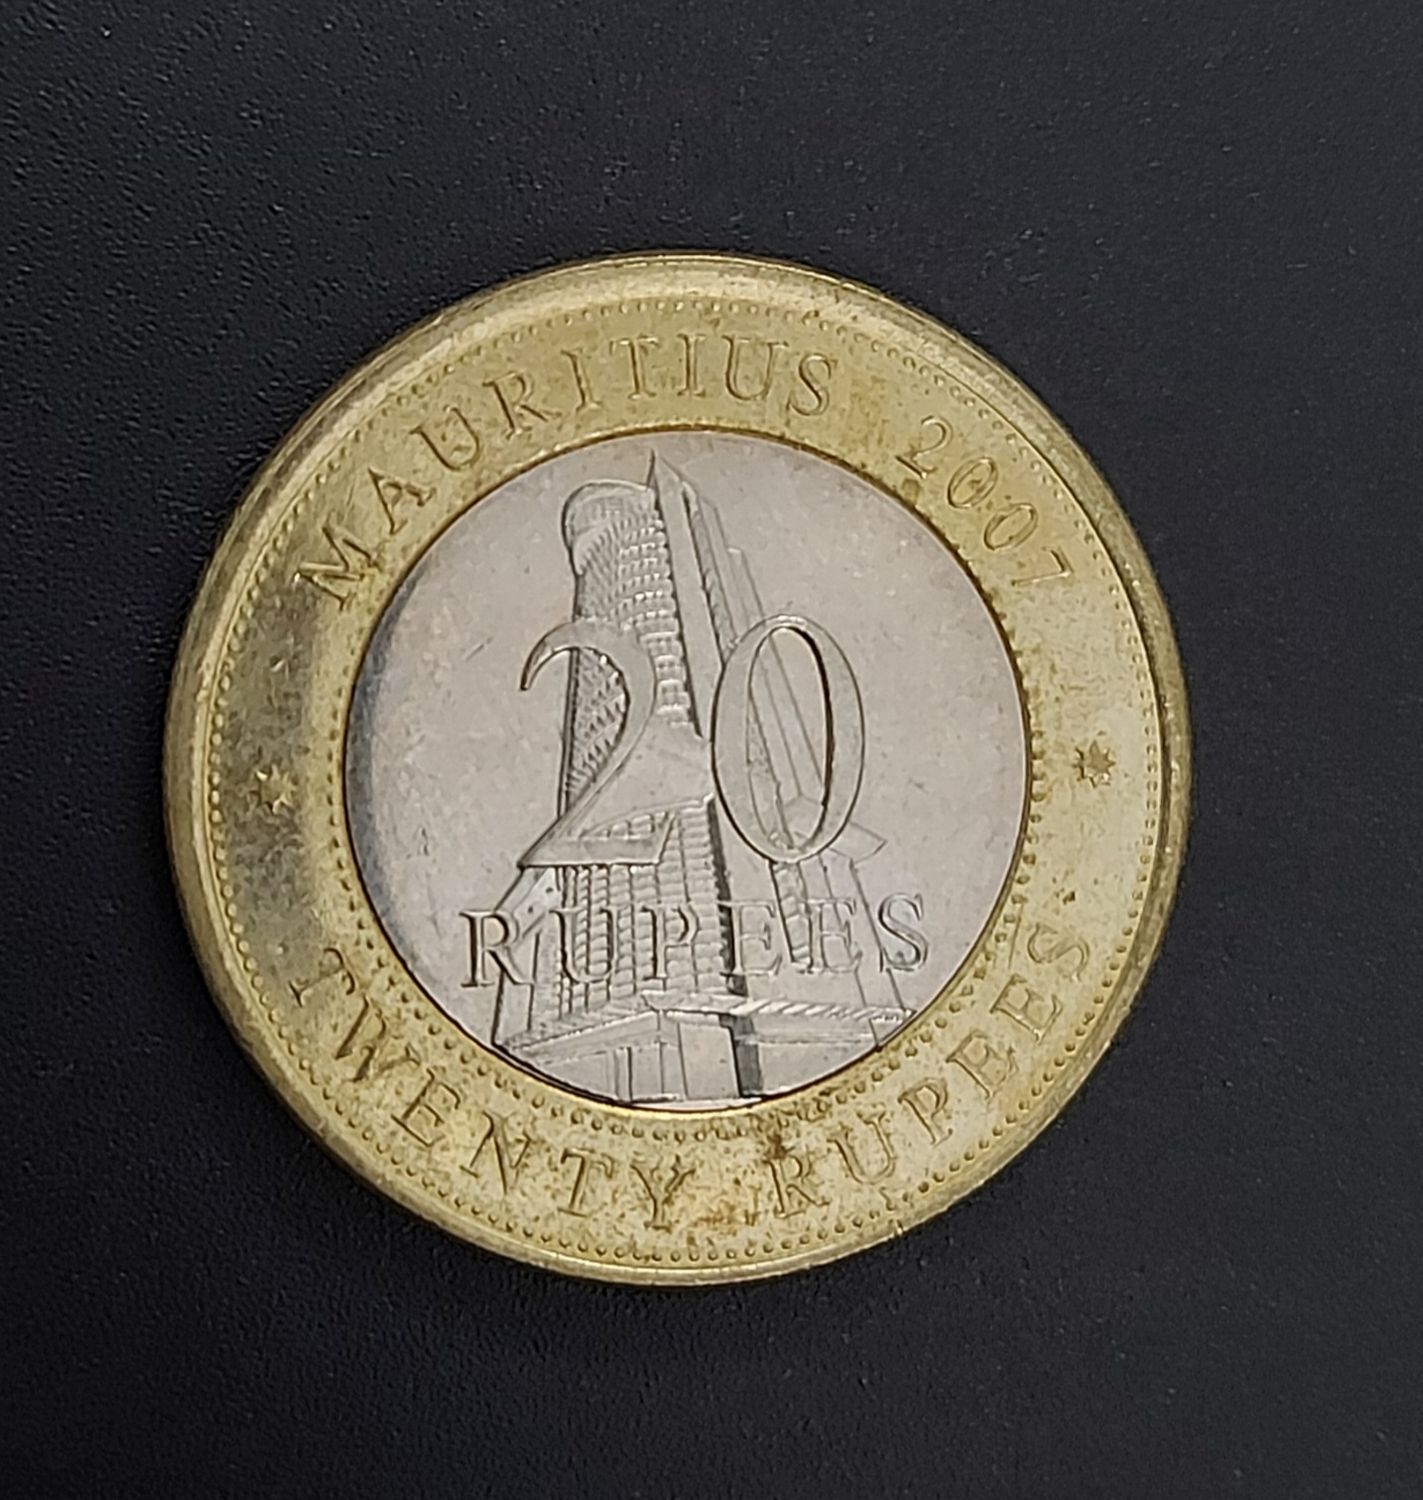 MAURITIUS 2007
20
RUPEES
TWENTY RUPEES